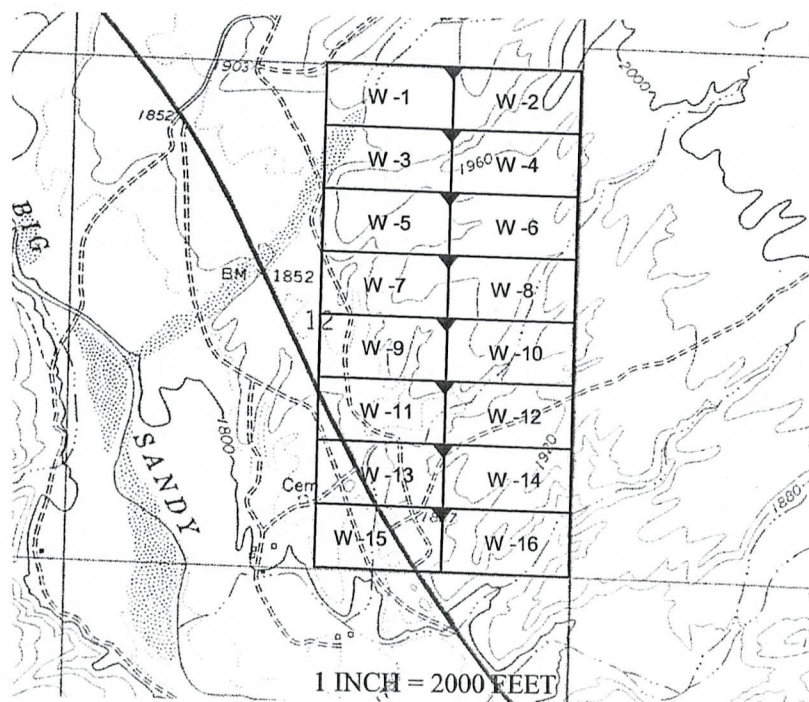 903
2000
1852
W-1
W-2
W-3
1960
W-4
BIG
W-5
W-6
BM 1852
W-7
W-8
12
W-9
W-10
1800
W-11
W-12
SANDY
W-13
W-14
1920
Cem
1880
W-15
W-16
1 INCH = 2000 FEET